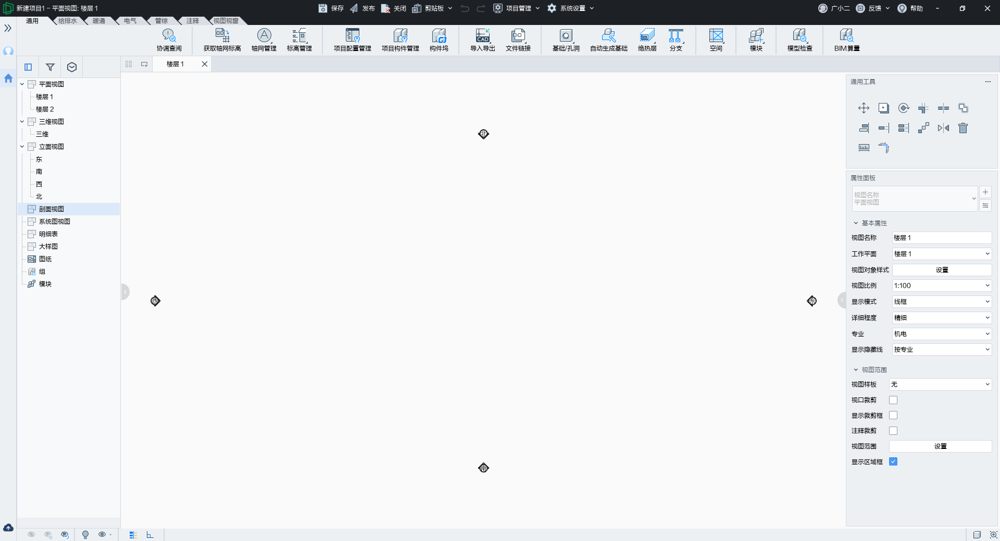 新建项目1 – 平面视图: 楼层 1
保存
发布
关闭
剪贴板
项目管理
系统设置
广小二
反馈
帮助
通用
给排水
暖通
电气
管综
注释
视图视窗
协调查阅
获取轴网标高
轴网管理
标高管理
项目配置管理
项目构件管理
构件坞
CAD
导入导出
文件链接
基础/孔洞
自动生成基础
绝热层
分支
空间
模块
模型检查
BIM算量
楼层 1
平面视图
楼层 1
楼层 2
三维视图
三维
立面视图
东
南
西
北
剖面视图
系统图视图
明细表
大样图
图纸
组
模块
北
西
东
南
通用工具
属性面板
视图名称
平面视图
基本属性
视图名称 楼层 1
工作平面 楼层 1
视图对象样式 设置
视图比例 1:100
显示模式 线框
详细程度 精细
专业 机电
显示隐藏线 按专业
视图范围
视图样板 无
视口裁剪
显示裁剪框
注释裁剪
视图范围 设置
显示区域框